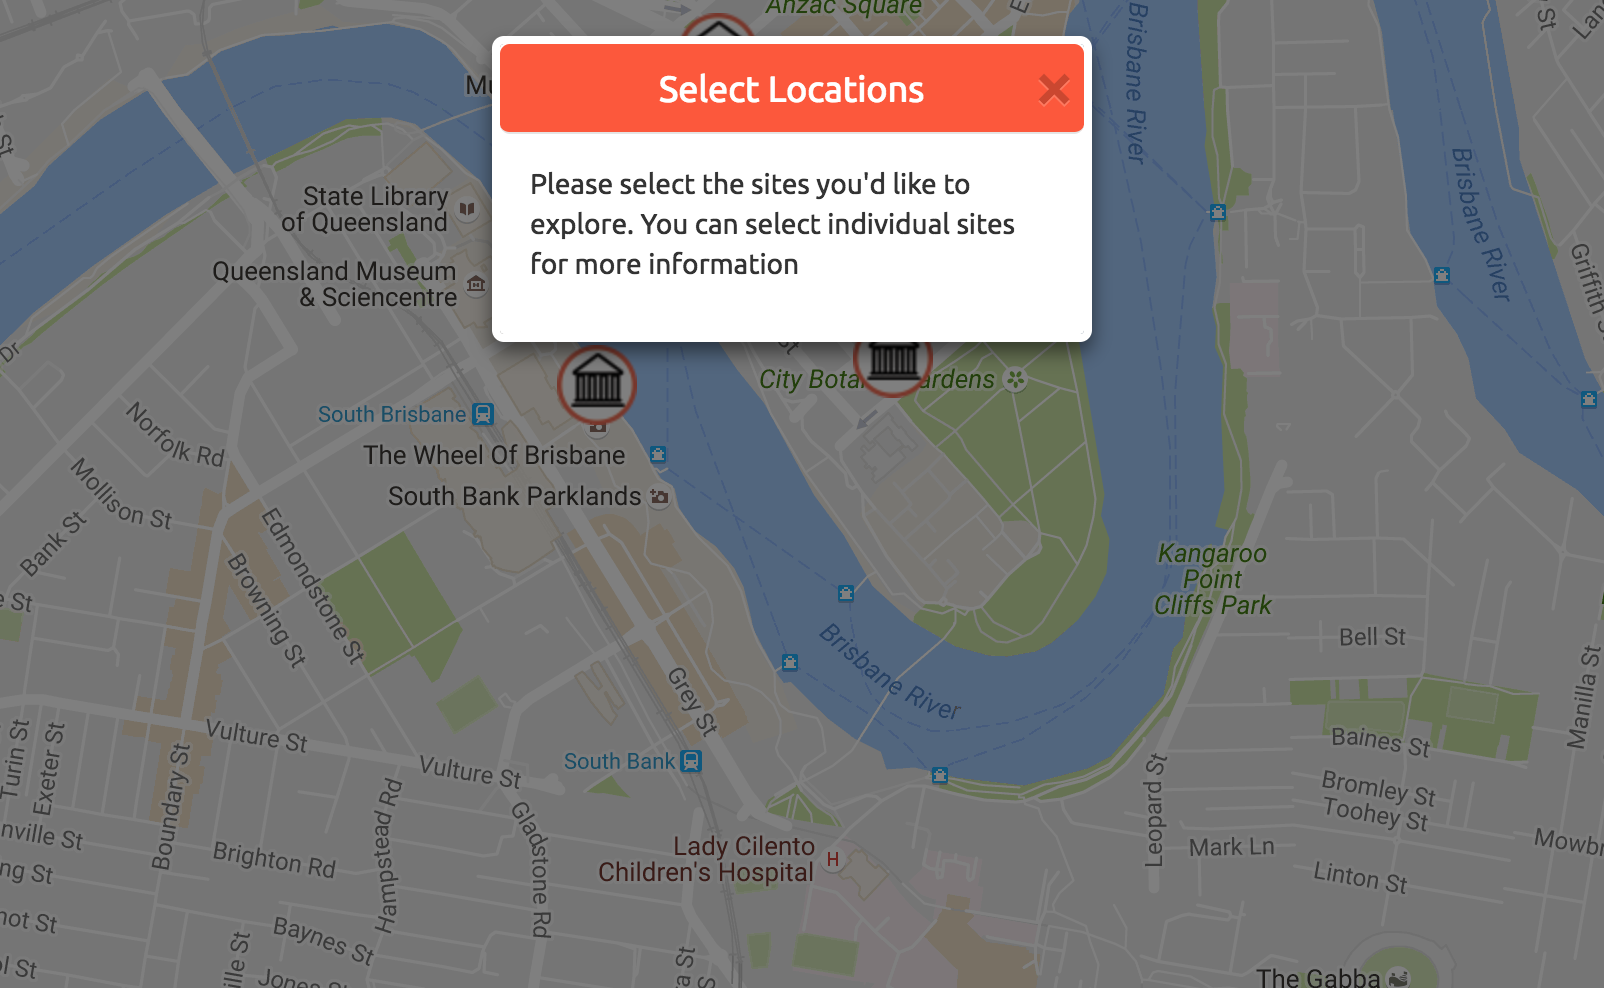 Anzac Square
Select Locations
Please select the sites you'd like to
explore. You can select individual sites
for more information
Brisbane River
Brisbane River
State Library
of Queensland
Queensland Museum
& Sciencentre
City Bota
ardens
South Brisbane
The Wheel Of Brisbane
South Bank Parklands
Norfolk Rd
Mollison St
Bank St
Edmondstone St
Browning St
Kangaroo
Point
Cliffs Park
Brisbane River
Bell St
Manilla St
Grey St
Vulture St
Turin St
Exeter St
Boundary St
South Bank
Vulture St
Baines St
Bromley St
Toohey St
Leopard St
Hampstead Rd
Gladstone Rd
Brighton Rd
Lady Cilento
Children's Hospital
H
Mark Ln
Linton St
Baynes St
The Gabba